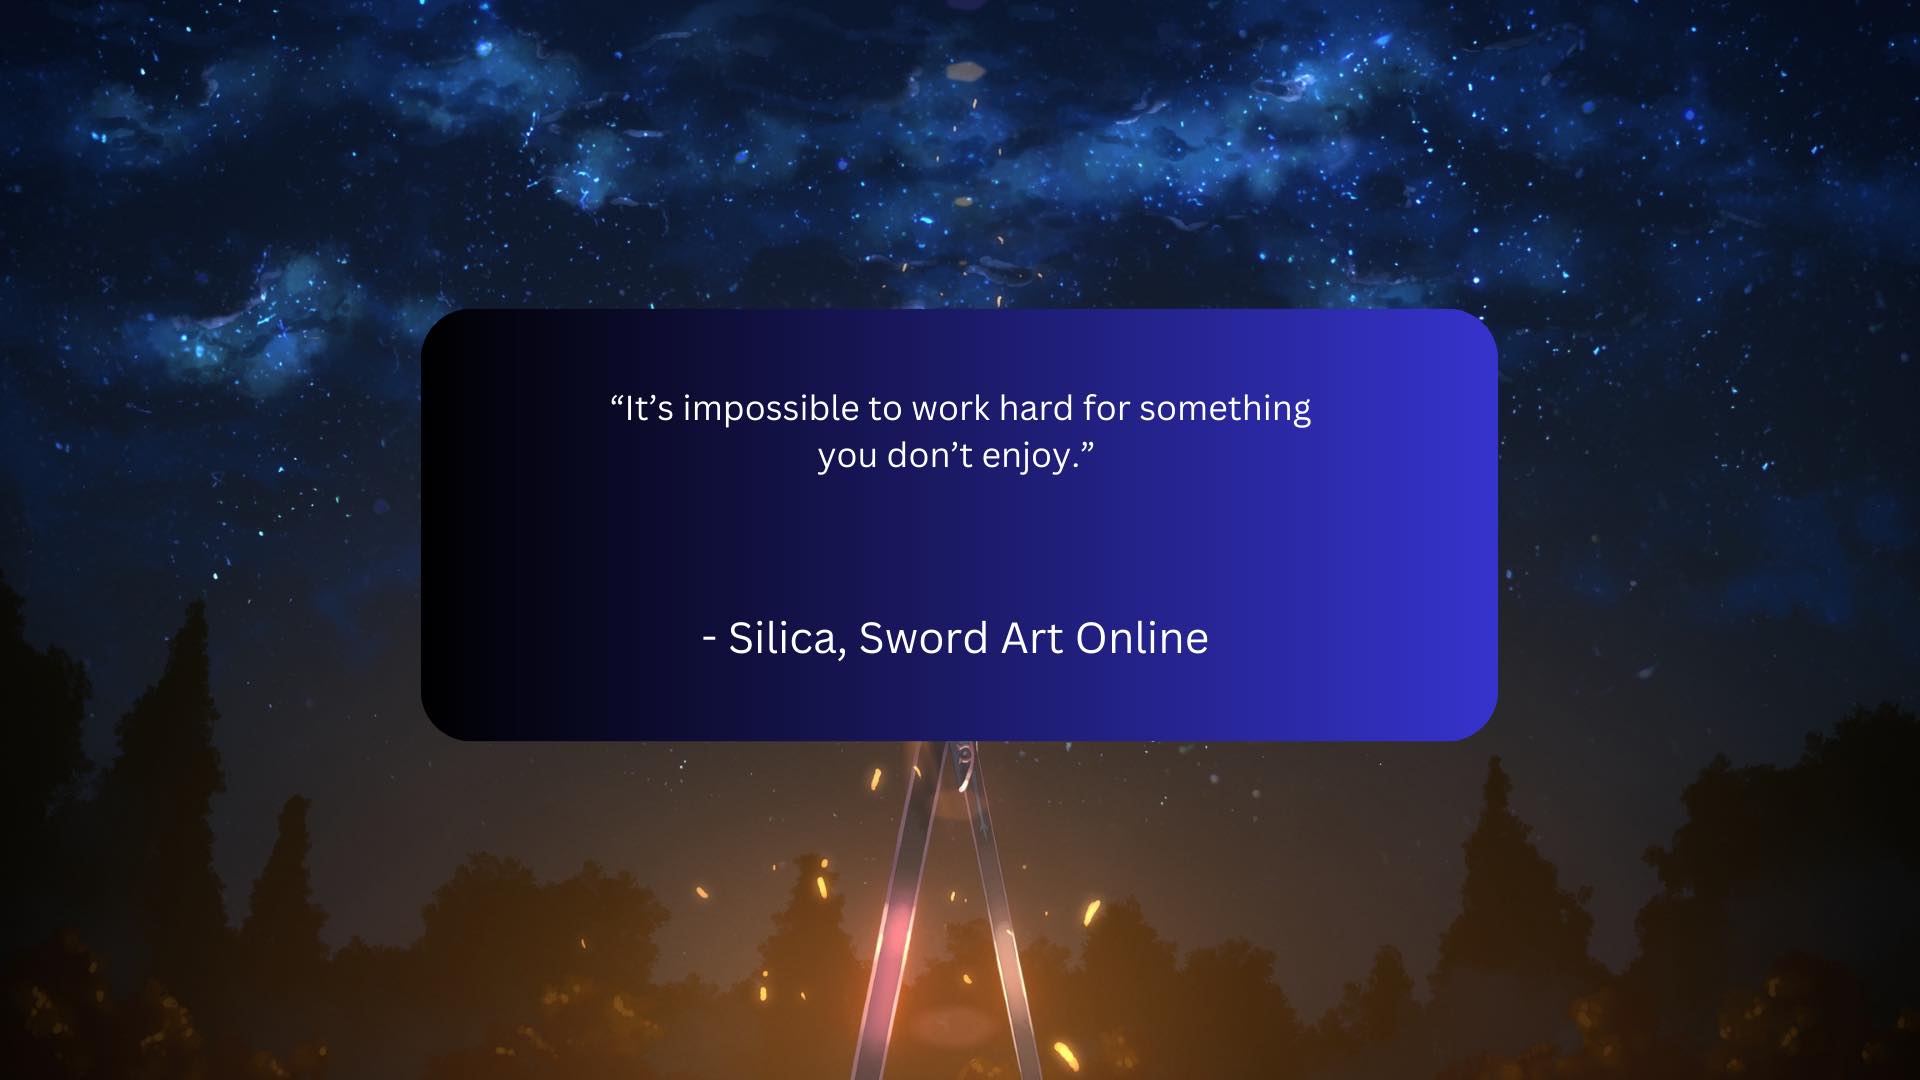 “It’s impossible to work hard for something
you don’t enjoy.”
- Silica, Sword Art Online